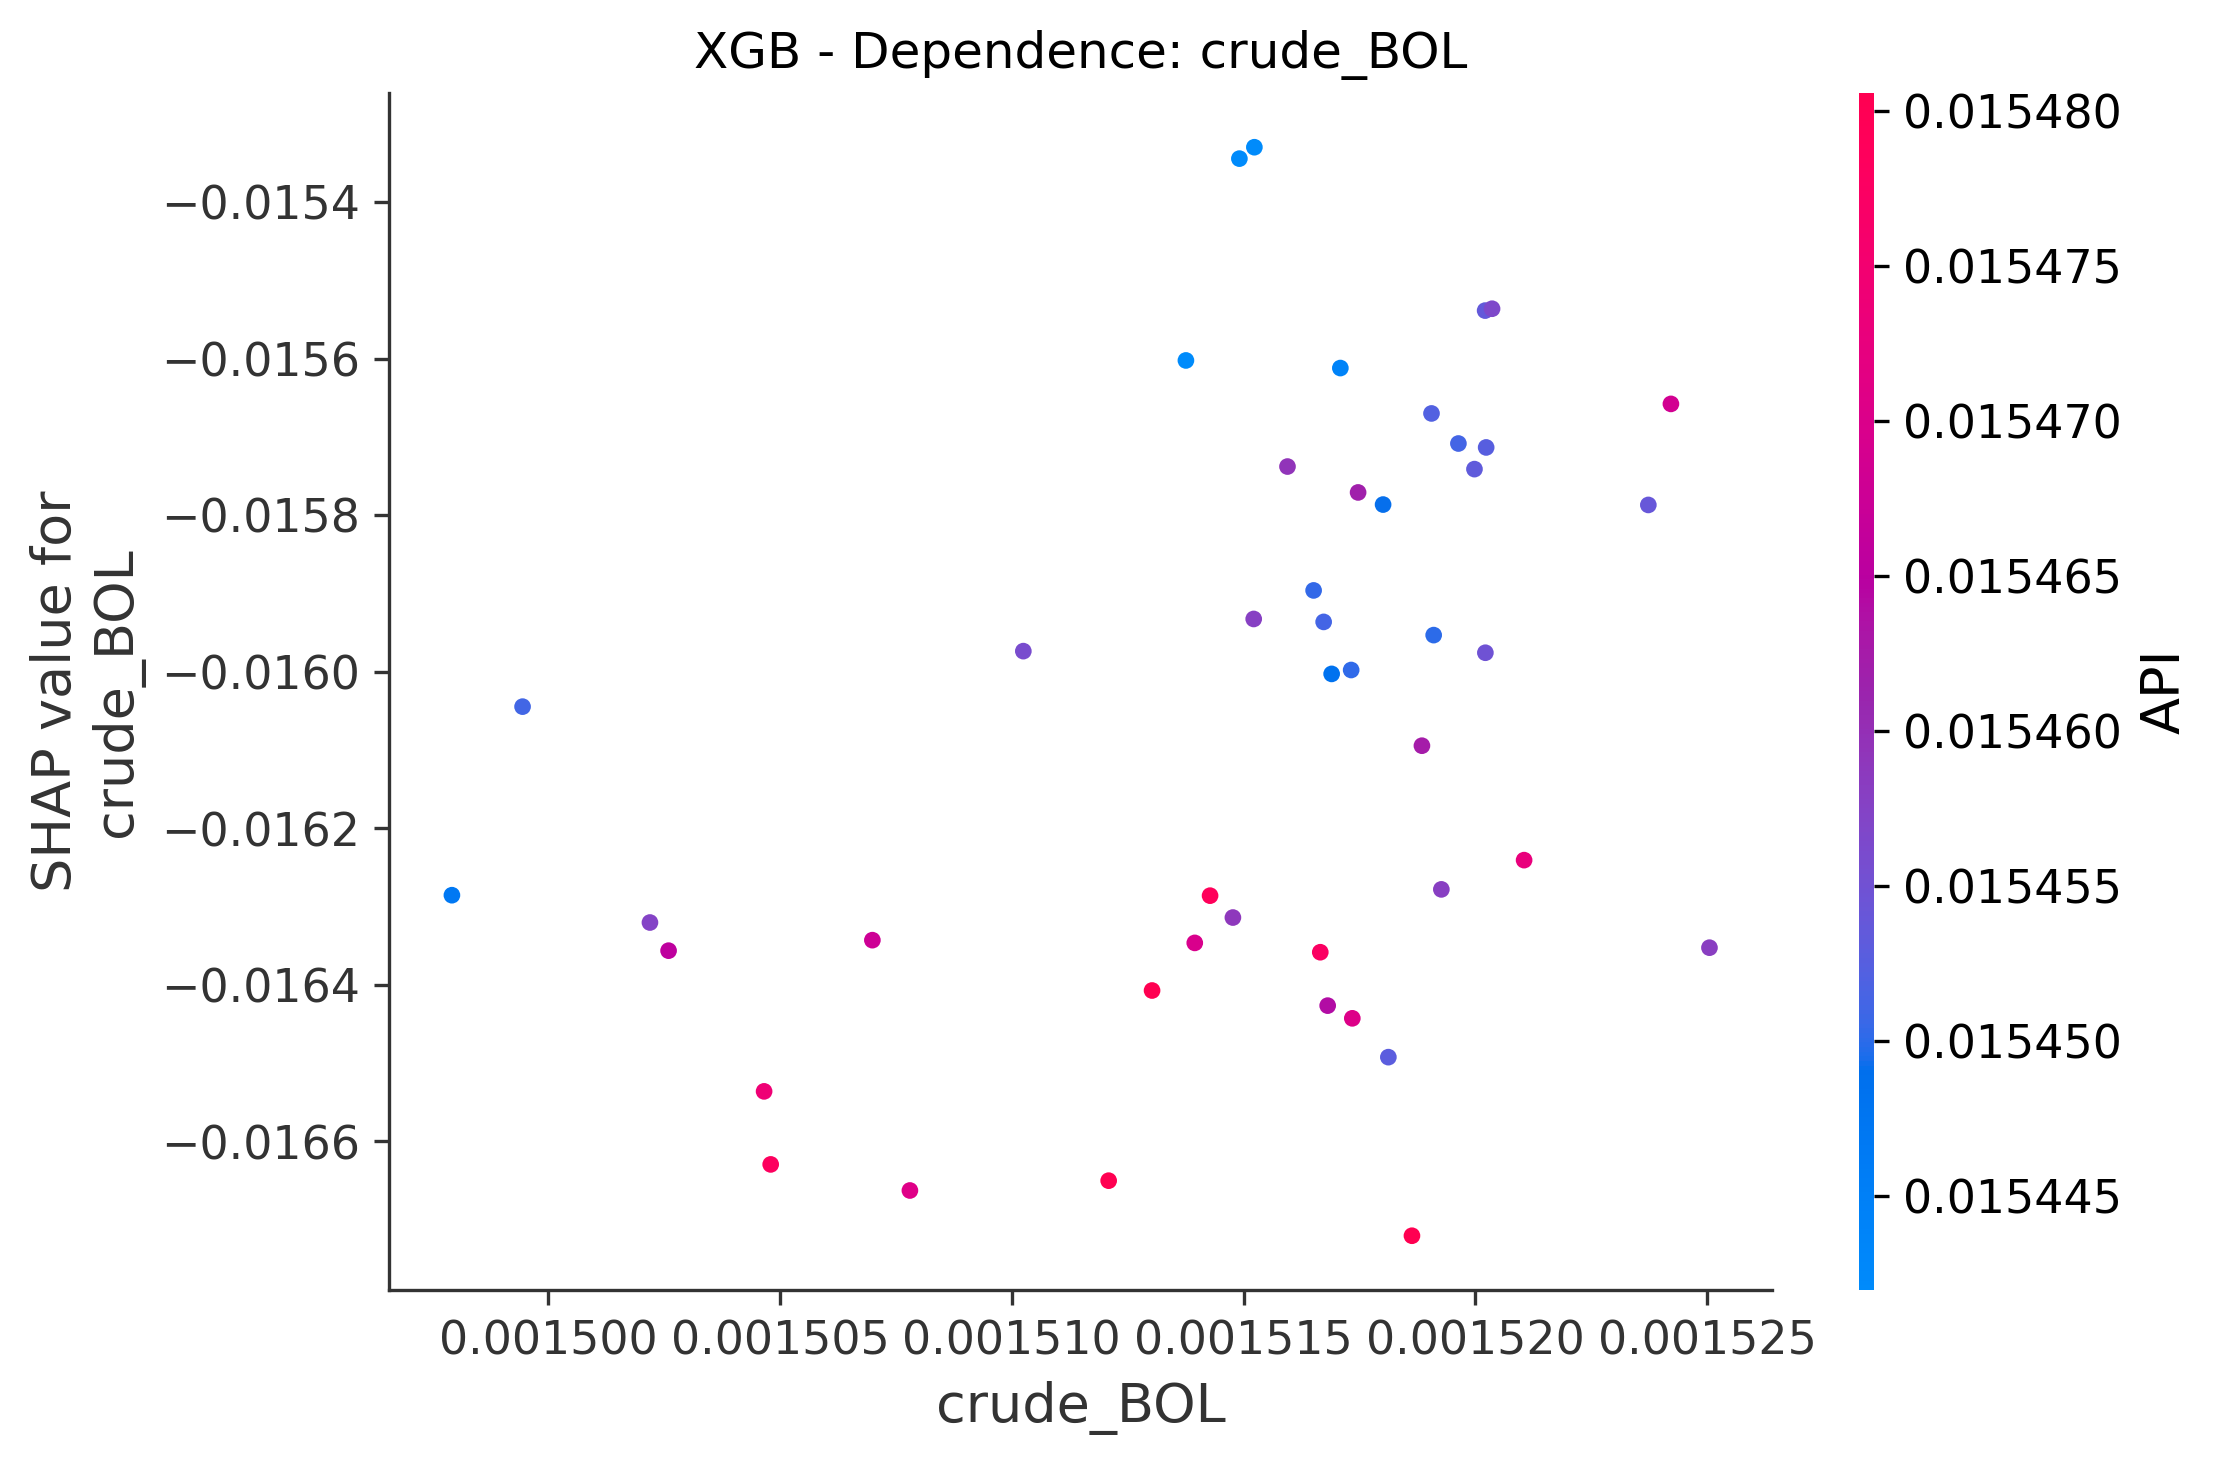 XGB - Dependence: crude_BOL
SHAP value for
crude_BOL
−0.0154
−0.0156
−0.0158
−0.0160
−0.0162
−0.0164
−0.0166
0.001500 0.001505 0.001510 0.001515 0.001520 0.001525
crude_BOL
0.015480
0.015475
0.015470
0.015465
0.015460
0.015455
0.015450
0.015445
API